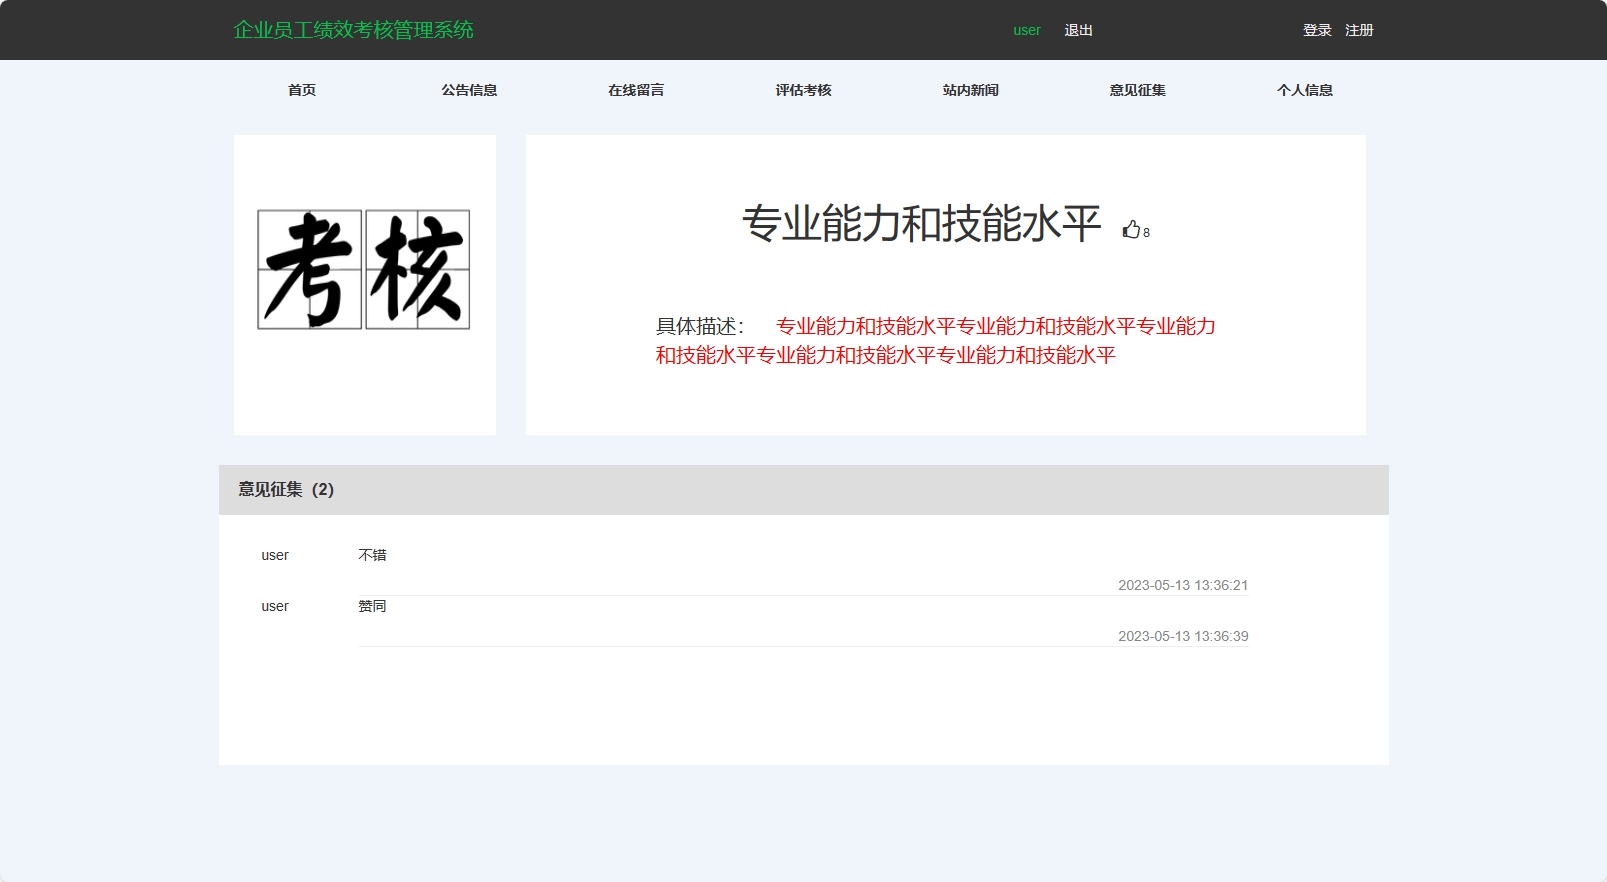 企业员工绩效考核管理系统 user 退出 登录 注册
首页 公告信息 在线留言 评估考核 站内新闻 意见征集 个人信息
考核
专业能力和技能水平 8
具体描述： 专业能力和技能水平专业能力和技能水平专业能力
和技能水平专业能力和技能水平专业能力和技能水平
意见征集（2）
user 不错
2023-05-13 13:36:21
user 赞同
2023-05-13 13:36:39